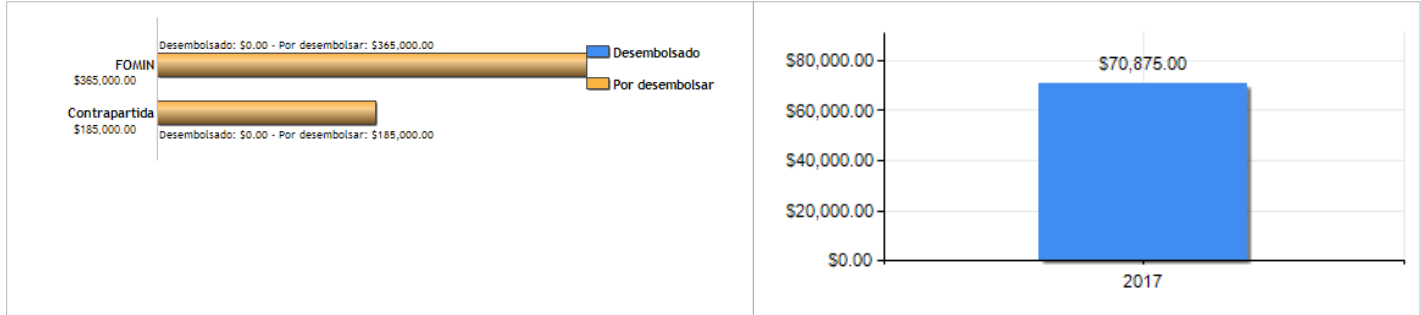 Desembolsado: $0.00 - Por desembolsar: $365,000.00
FOMIN
$365,000.00
Contrapartida
$185,000.00
Desembolsado: $0.00 - Por desembolsar: $185,000.00
Desembolsado
Por desembolsar
$80,000.00
$60,000.00
$40,000.00
$20,000.00
$0.00
$70,875.00
2017